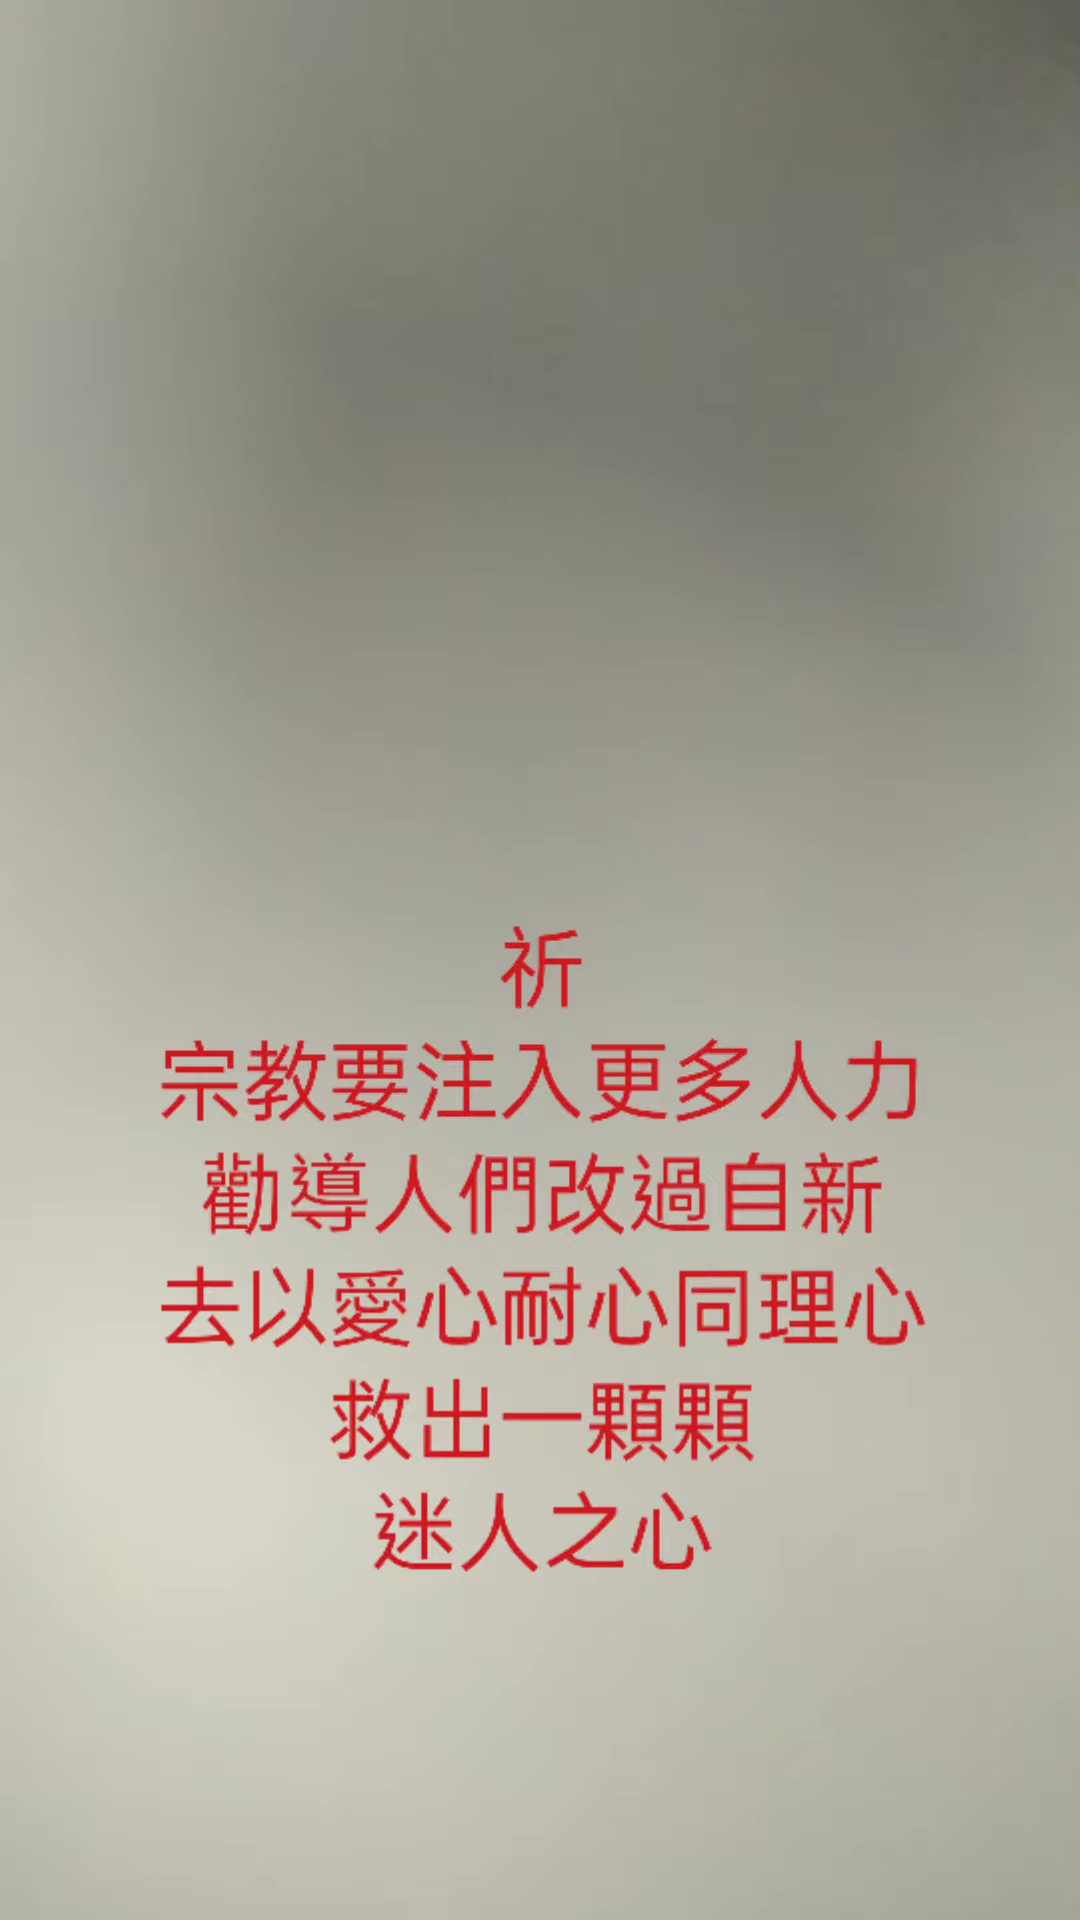 祈
宗教要注入更多人力
勸導人們改過自新
去以愛心耐心同理心
救出一顆顆
迷人之心